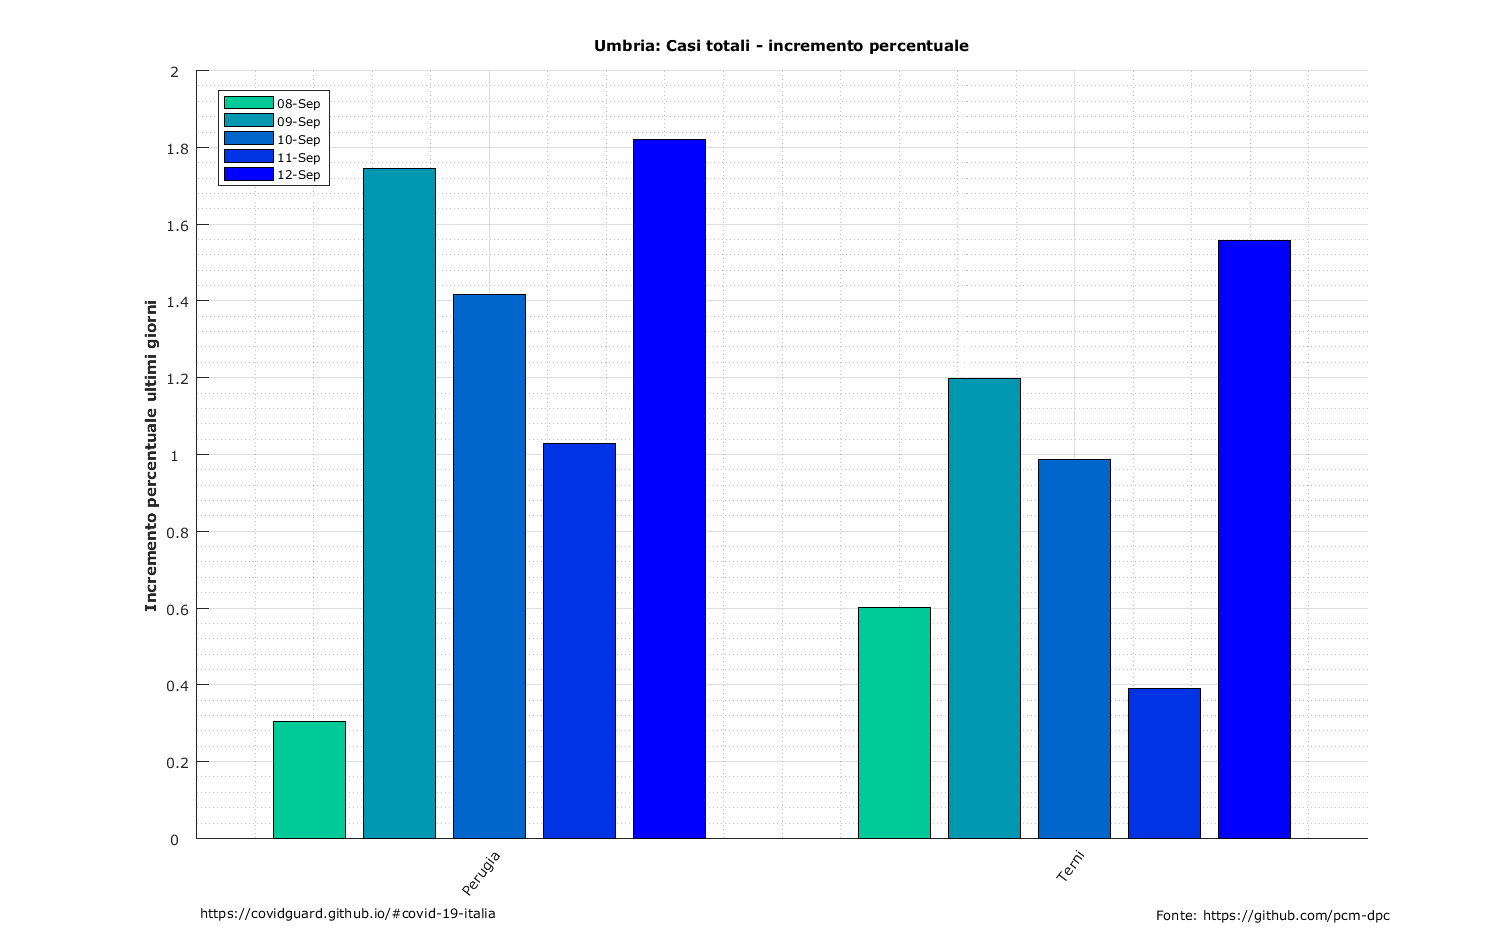 Umbria: Casi totali - incremento percentuale
08-Sep
09-Sep
10-Sep
11-Sep
12-Sep
Incremento percentuale ultimi giorni
2
1.8
1.6
1.4
1.2
1
0.8
0.6
0.4
0.2
0
Perugia
Terni
https://covidguard.github.io/#covid-19-italia
Fonte: https://github.com/pcm-dpc